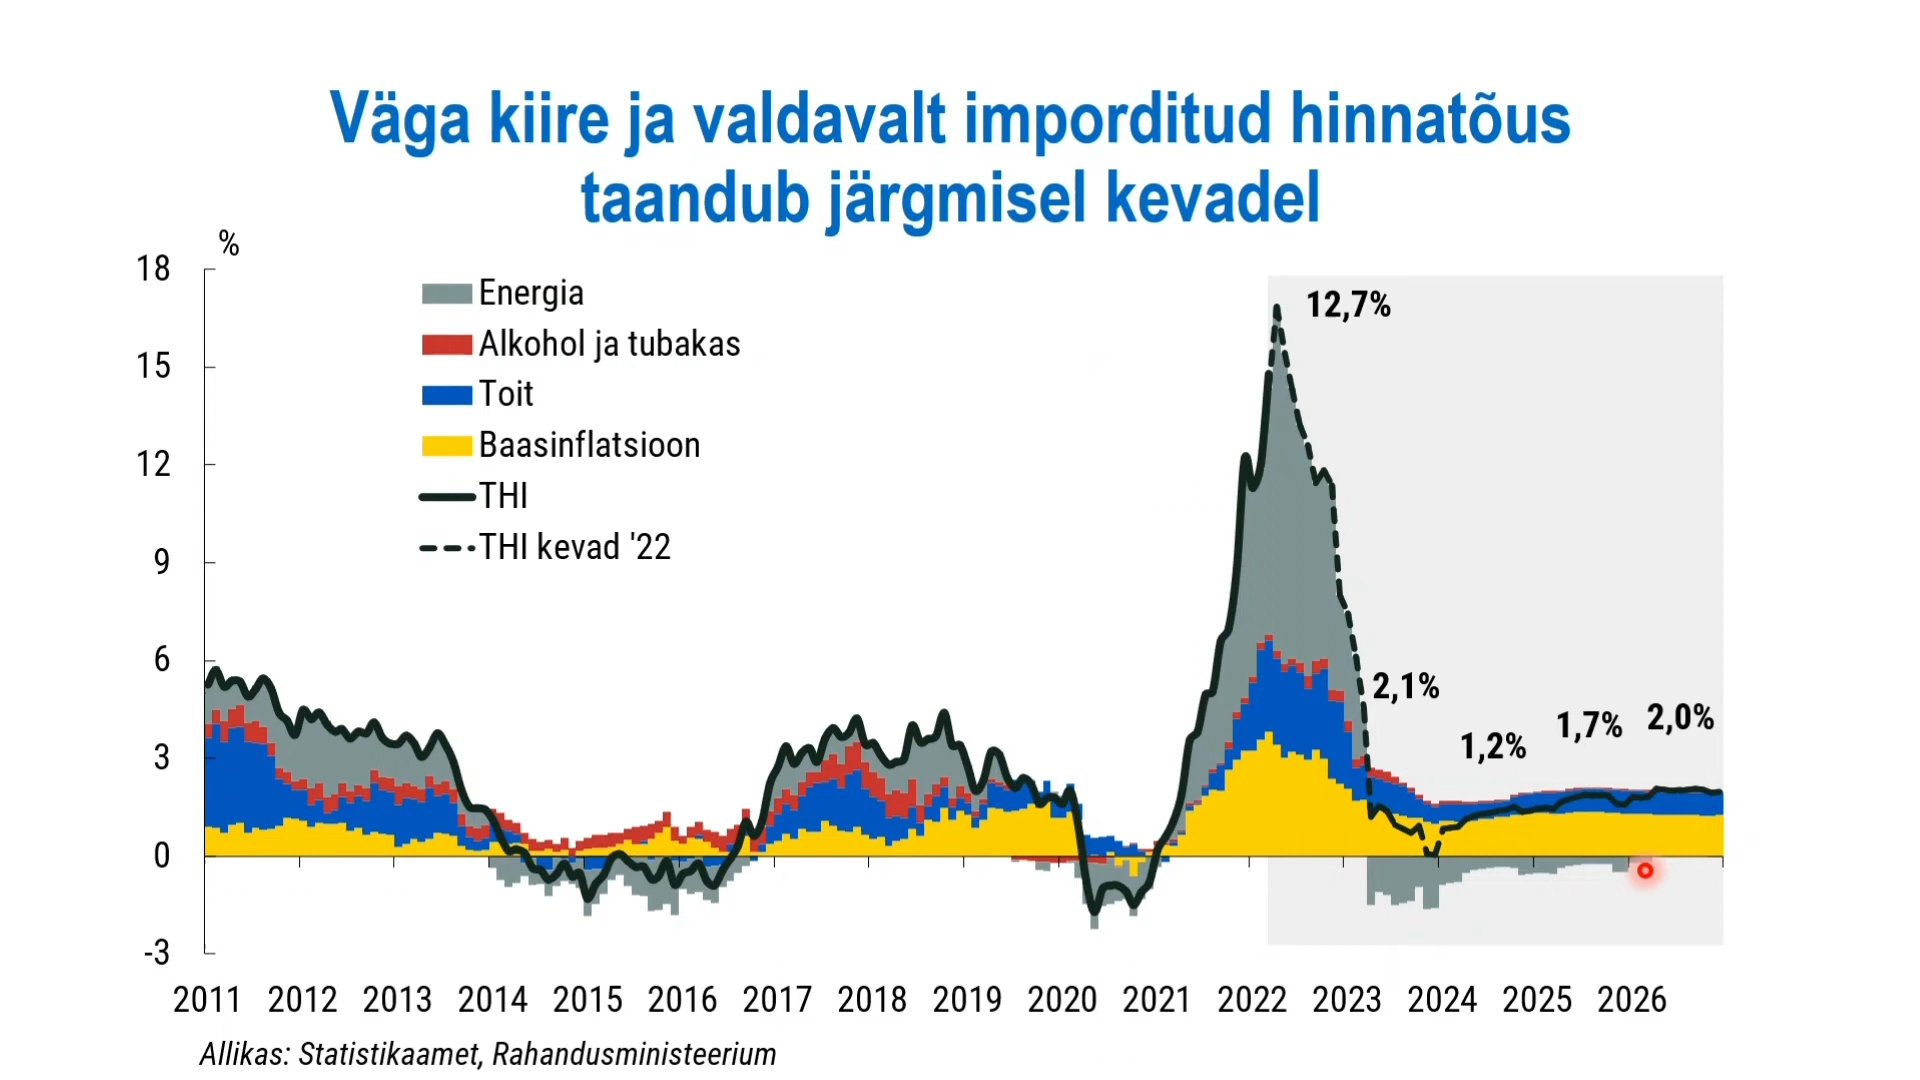 Väga kiire ja valdavalt imporditud hinnatõus
taandub järgmisel kevadel
%
18
15
12
9
6
3
0
-3
Energia
Alkohol ja tubakas
Toit
Baasinflatsioon
THI
THI kevad '22
12,7%
2,1%
1,2%
1,7%
2,0%
2011 2012 2013 2014 2015 2016 2017 2018 2019 2020 2021 2022 2023 2024 2025 2026
Allikas: Statistikaamet, Rahandusministeerium